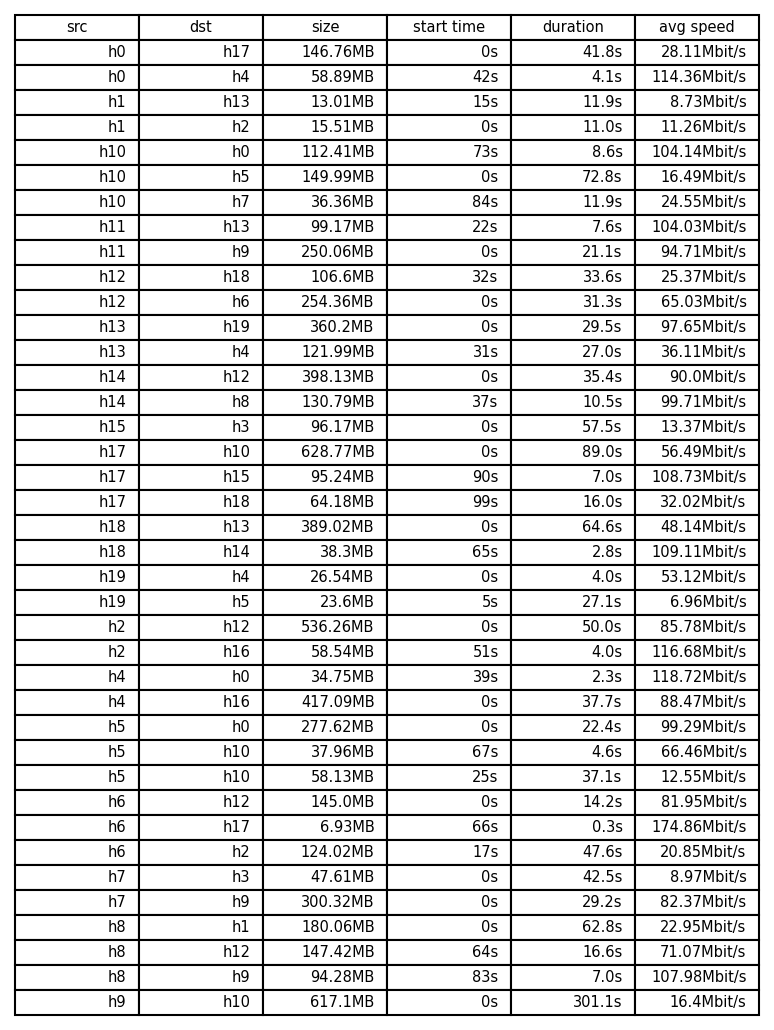 src dst size start time duration avg speed
h0 h17 146.76MB 0s 41.8s 28.11Mbit/s
h0 h4 58.89MB 42s 4.1s 114.36Mbit/s
h1 h13 13.01MB 15s 11.9s 8.73Mbit/s
h1 h2 15.51MB 0s 11.0s 11.26Mbit/s
h10 h0 112.41MB 73s 8.6s 104.14Mbit/s
h10 h5 149.99MB 0s 72.8s 16.49Mbit/s
h10 h7 36.36MB 84s 11.9s 24.55Mbit/s
h11 h13 99.17MB 22s 7.6s 104.03Mbit/s
h11 h9 250.06MB 0s 21.1s 94.71Mbit/s
h12 h18 106.6MB 32s 33.6s 25.37Mbit/s
h12 h6 254.36MB 0s 31.3s 65.03Mbit/s
h13 h19 360.2MB 0s 29.5s 97.65Mbit/s
h13 h4 121.99MB 31s 27.0s 36.11Mbit/s
h14 h12 398.13MB 0s 35.4s 90.0Mbit/s
h14 h8 130.79MB 37s 10.5s 99.71Mbit/s
h15 h3 96.17MB 0s 57.5s 13.37Mbit/s
h17 h10 628.77MB 0s 89.0s 56.49Mbit/s
h17 h15 95.24MB 90s 7.0s 108.73Mbit/s
h17 h18 64.18MB 99s 16.0s 32.02Mbit/s
h18 h13 389.02MB 0s 64.6s 48.14Mbit/s
h18 h14 38.3MB 65s 2.8s 109.11Mbit/s
h19 h4 26.54MB 0s 4.0s 53.12Mbit/s
h19 h5 23.6MB 5s 27.1s 6.96Mbit/s
h2 h12 536.26MB 0s 50.0s 85.78Mbit/s
h2 h16 58.54MB 51s 4.0s 116.68Mbit/s
h4 h0 34.75MB 39s 2.3s 118.72Mbit/s
h4 h16 417.09MB 0s 37.7s 88.47Mbit/s
h5 h0 277.62MB 0s 22.4s 99.29Mbit/s
h5 h10 37.96MB 67s 4.6s 66.46Mbit/s
h5 h10 58.13MB 25s 37.1s 12.55Mbit/s
h6 h12 145.0MB 0s 14.2s 81.95Mbit/s
h6 h17 6.93MB 66s 0.3s 174.86Mbit/s
h6 h2 124.02MB 17s 47.6s 20.85Mbit/s
h7 h3 47.61MB 0s 42.5s 8.97Mbit/s
h7 h9 300.32MB 0s 29.2s 82.37Mbit/s
h8 h1 180.06MB 0s 62.8s 22.95Mbit/s
h8 h12 147.42MB 64s 16.6s 71.07Mbit/s
h8 h9 94.28MB 83s 7.0s 107.98Mbit/s
h9 h10 617.1MB 0s 301.1s 16.4Mbit/s